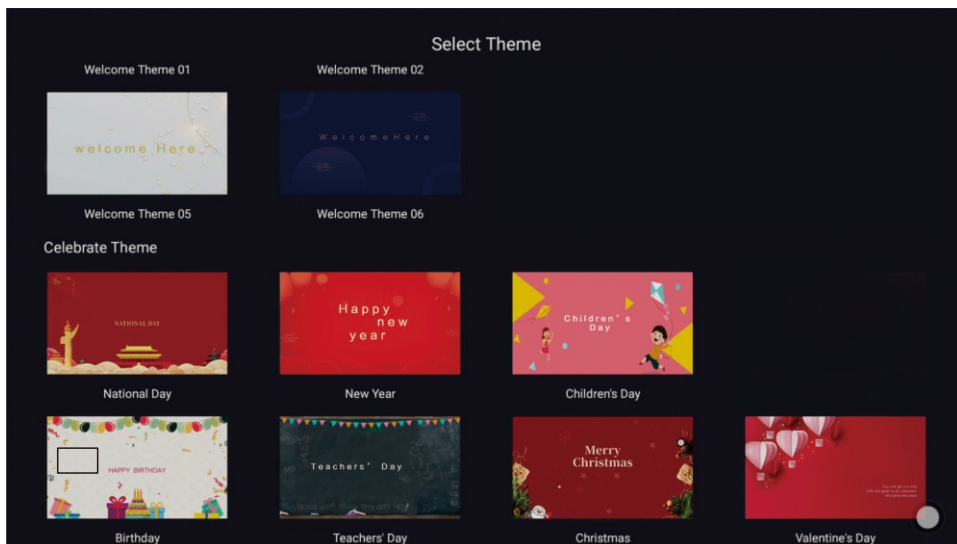 Select Theme
Welcome Theme 01
Welcome Theme 02
welcome Here
WelcomeHere
Welcome Theme 05
Welcome Theme 06
Celebrate Theme
NATIONAL DAY
Happy
new
year
Children's
Day
National Day
New Year
Children's Day
HAPPY BIRTHDAY
Teachers' Day
Merry
Christmas
Birthday
Teachers' Day
Christmas
Valentine's Day